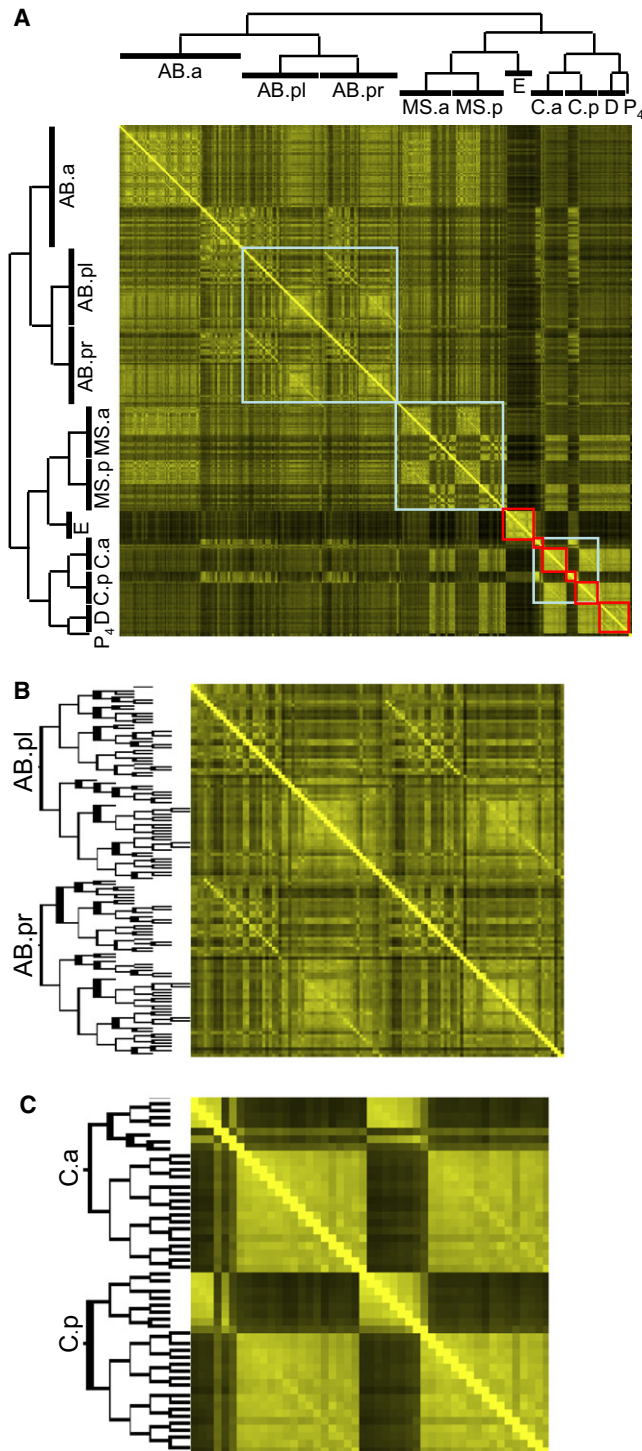 A
AB.a
AB.pl AB.pr
MS.a MS.p
E
C.a C.p D P4
AB.a
AB.pl
AB.pr
MS.a
MS.p
E
C.a
C.p
D
P4
B
AB.pl
AB.pr
C
C.a
C.p